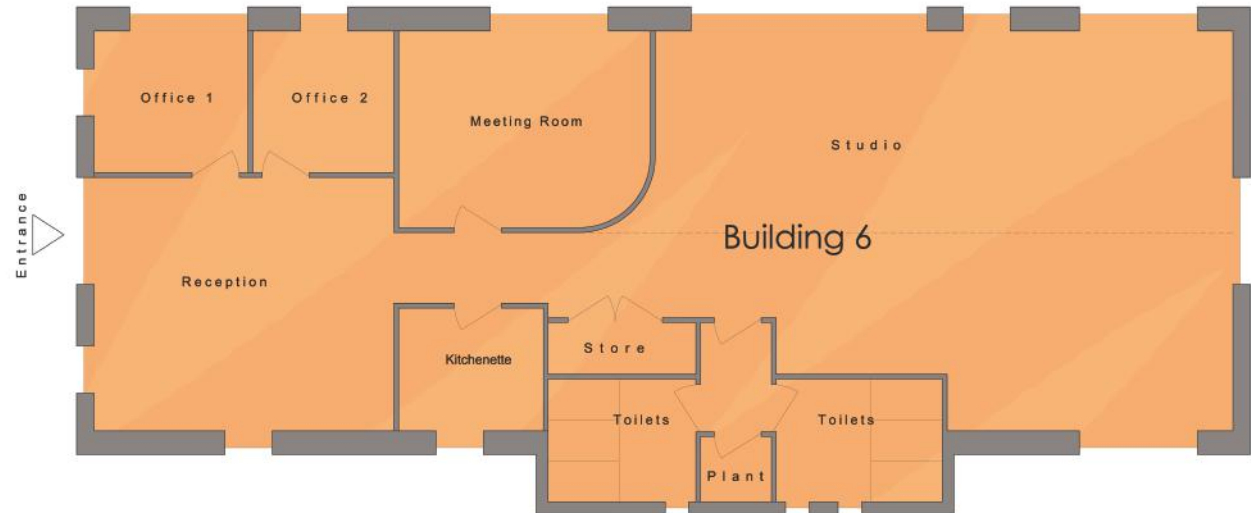 Office 1
Office 2
Meeting Room
Studio
Entrance
Building 6
Reception
Store
Kitchenette
Toilets
Toilets
Plant